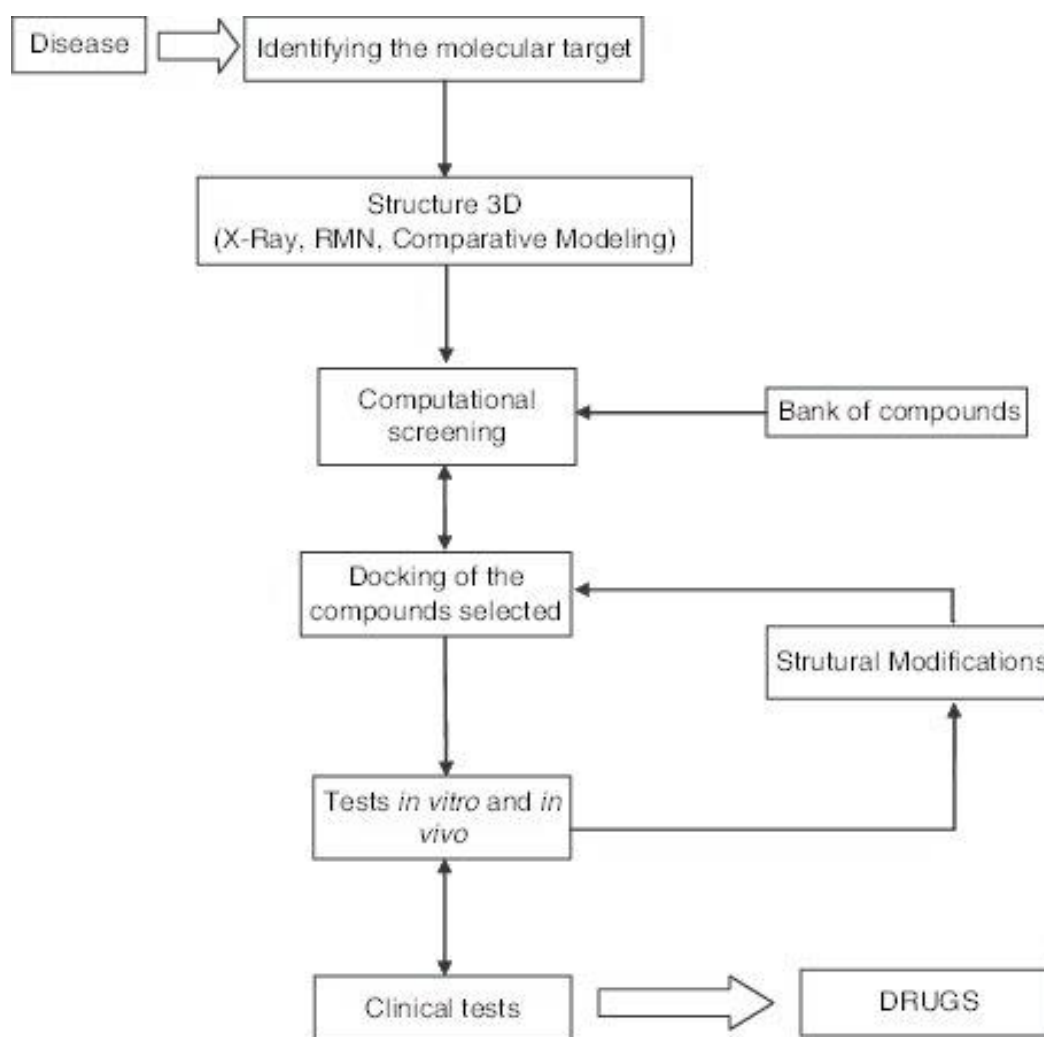 Disease
Identifying the molecular target
Structure 3D
(X-Ray, RMN, Comparative Modeling)
Computational
screening
Bank of compounds
Docking of the
compounds selected
Strutural Modifications
Tests in vitro and in
vivo
Clinical tests
DRUGS